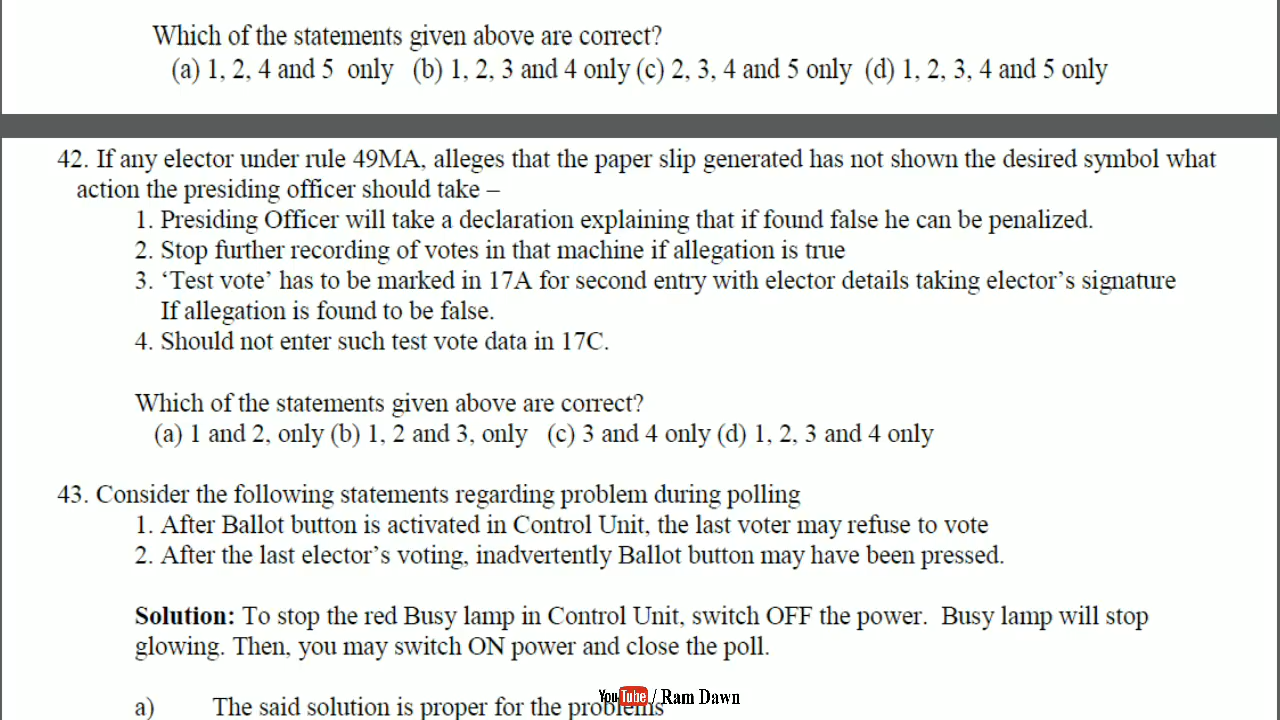 Which of the statements given above are correct?
(a) 1, 2, 4 and 5 only (b) 1, 2, 3 and 4 only (c) 2, 3, 4 and 5 only (d) 1, 2, 3, 4 and 5 only
42. If any elector under rule 49MA, alleges that the paper slip generated has not shown the desired symbol what
action the presiding officer should take –
1. Presiding Officer will take a declaration explaining that if found false he can be penalized.
2. Stop further recording of votes in that machine if allegation is true
3. ‘Test vote’ has to be marked in 17A for second entry with elector details taking elector’s signature
If allegation is found to be false.
4. Should not enter such test vote data in 17C.
Which of the statements given above are correct?
(a) 1 and 2, only (b) 1, 2 and 3, only (c) 3 and 4 only (d) 1, 2, 3 and 4 only
43. Consider the following statements regarding problem during polling
1. After Ballot button is activated in Control Unit, the last voter may refuse to vote
2. After the last elector’s voting, inadvertently Ballot button may have been pressed.
Solution: To stop the red Busy lamp in Control Unit, switch OFF the power. Busy lamp will stop
glowing. Then, you may switch ON power and close the poll.
a) The said solution is proper for the problems
YouTube / Ram Dawn